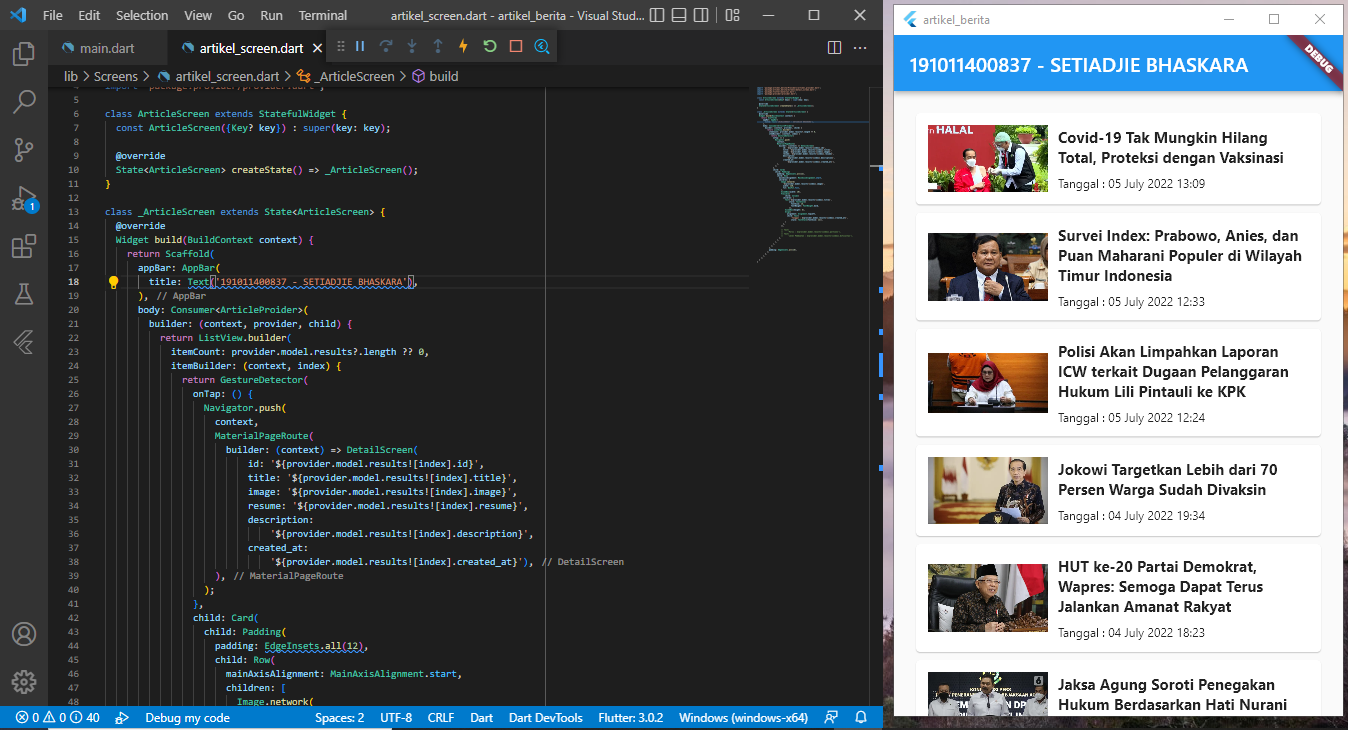 File Edit Selection View Go Run Terminal artikel_screen.dart - artikel_berita - Visual Stud...
main.dart artikel_screen.dart
lib > Screens > artikel_screen.dart > _ArticleScreen > build
4 import 'package:provider/provider.dart';
5
6 class ArticleScreen extends StatefulWidget {
7 const ArticleScreen({Key? key}) : super(key: key);
8
9 @override
10 State<ArticleScreen> createState() => _ArticleScreen();
11 }
12
13 class _ArticleScreen extends State<ArticleScreen> {
14 @override
15 Widget build(BuildContext context) {
16 return Scaffold(
17 appBar: AppBar(
18 title: Text('191011400837 - SETIADJIE BHASKARA'),
19 ), // AppBar
20 body: Consumer<ArticleProider>(
21 builder: (context, provider, child) {
22 return ListView.builder(
23 itemCount: provider.model.results?.length ?? 0,
24 itemBuilder: (context, index) {
25 return GestureDetector(
26 onTap: () {
27 Navigator.push(
28 context,
29 MaterialPageRoute(
30 builder: (context) => DetailScreen(
31 id: '${provider.model.results![index].id}',
32 title: '${provider.model.results![index].title}',
33 image: '${provider.model.results![index].image}',
34 resume: '${provider.model.results![index].resume}',
35 description:
36 '${provider.model.results![index].description}',
37 created_at:
38 '${provider.model.results![index].created_at}'), // DetailScreen
39 ), // MaterialPageRoute
40 );
41 },
42 child: Card(
43 child: Padding(
44 padding: EdgeInsets.all(12),
45 child: Row(
46 mainAxisAlignment: MainAxisAlignment.start,
47 children: [
48 Image.network(
1
0 0 40 Debug my code Spaces: 2 UTF-8 CRLF Dart Dart DevTools Flutter: 3.0.2 Windows (windows-x64)
artikel_berita
191011400837 - SETIADJIE BHASKARA
DEBUG
HALAL
Covid-19 Tak Mungkin Hilang
Total, Proteksi dengan Vaksinasi
Tanggal : 05 July 2022 13:09
Survei Index: Prabowo, Anies, dan
Puan Maharani Populer di Wilayah
Timur Indonesia
Tanggal : 05 July 2022 12:33
Polisi Akan Limpahkan Laporan
ICW terkait Dugaan Pelanggaran
Hukum Lili Pintauli ke KPK
Tanggal : 05 July 2022 12:24
Jokowi Targetkan Lebih dari 70
Persen Warga Sudah Divaksin
Tanggal : 04 July 2022 19:34
HUT ke-20 Partai Demokrat,
Wapres: Semoga Dapat Terus
Jalankan Amanat Rakyat
Tanggal : 04 July 2022 18:23
Jaksa Agung Soroti Penegakan
Hukum Berdasarkan Hati Nurani